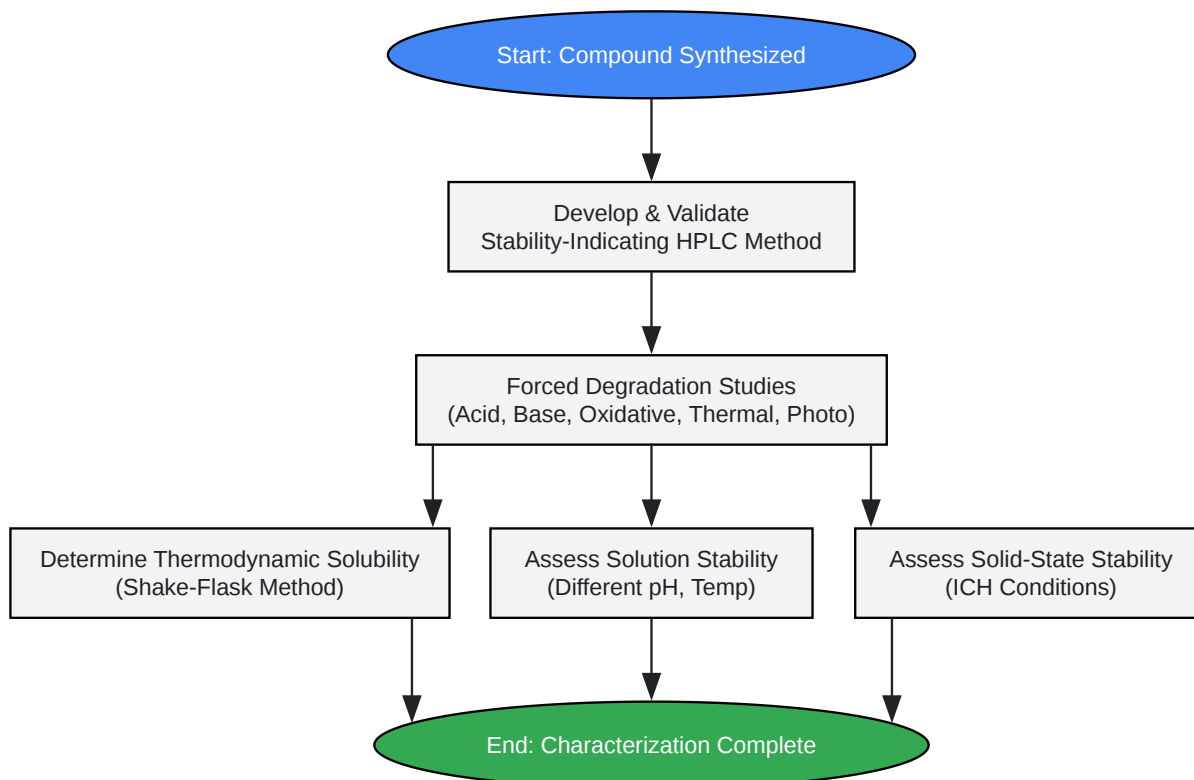 Start: Compound Synthesized
Develop & Validate
Stability-Indicating HPLC Method
Forced Degradation Studies
(Acid, Base, Oxidative, Thermal, Photo)
Determine Thermodynamic Solubility
(Shake-Flask Method)
Assess Solution Stability
(Different pH, Temp)
Assess Solid-State Stability
(ICH Conditions)
End: Characterization Complete